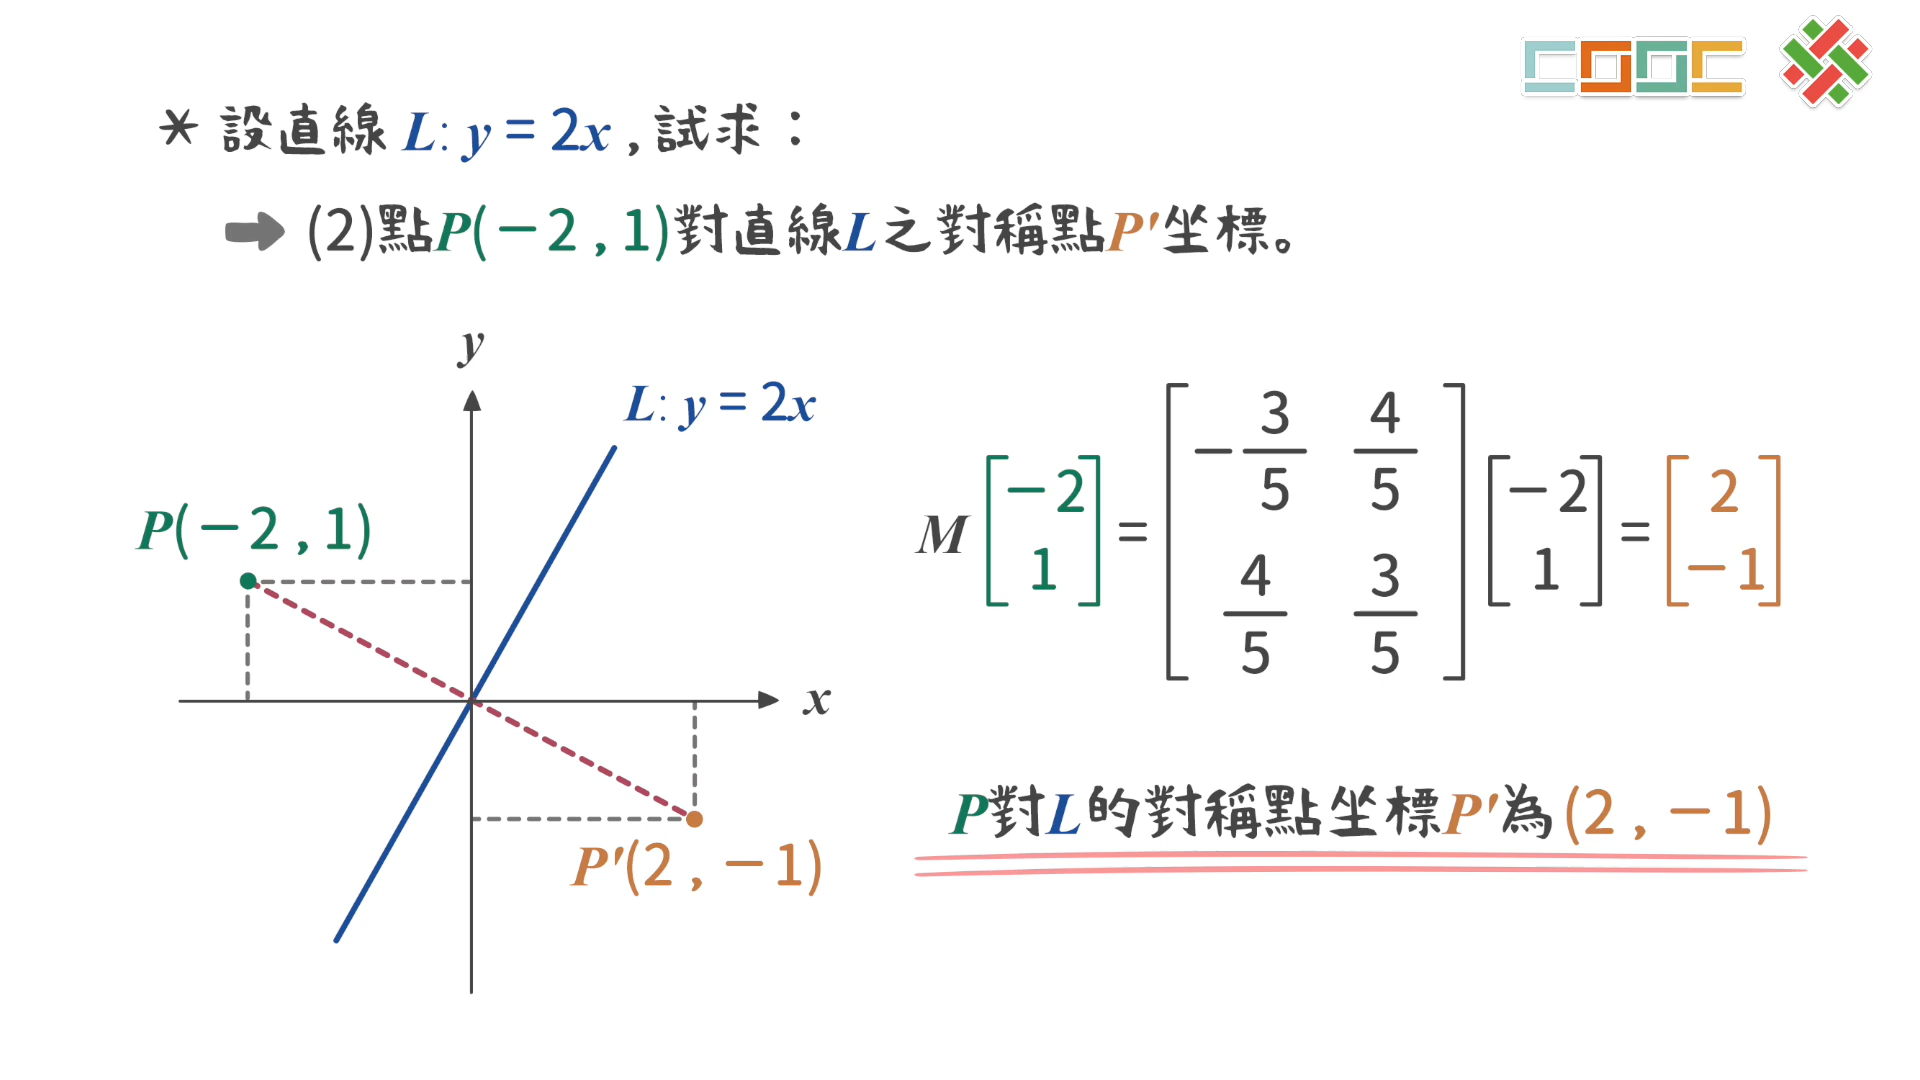 * 設直線 L: y = 2x , 試求：
(2)點P(-2 , 1)對直線L之對稱點P'坐標。
y
L: y = 2x
P(-2 , 1)
x
P'(2 , -1)
M [-2 1] = [-3/5 4/5 4/5 3/5] [-2 1] = [2 -1]
P對L的對稱點坐標P'為(2 , -1)